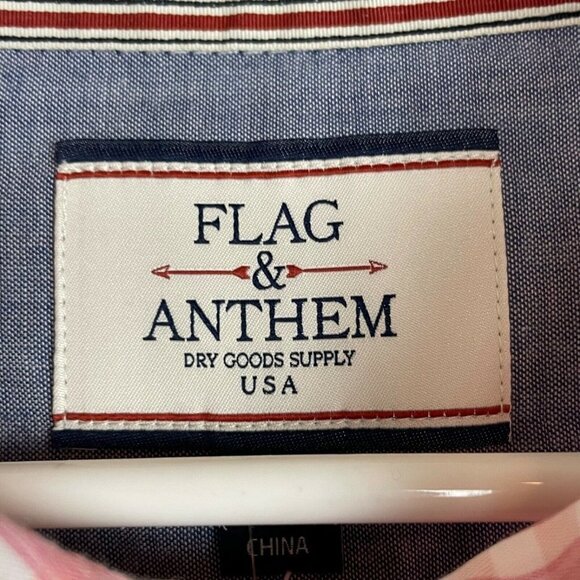 FLAG
&
ANTHEM
DRY GOODS SUPPLY
USA
CHINA